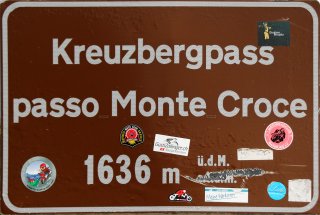 Kreuzbergpass
passo Monte Croce
1636 m ü.d.M.